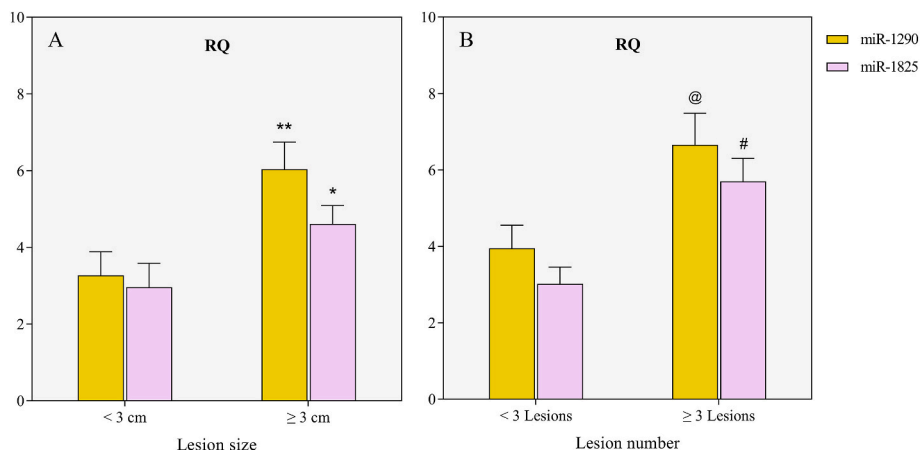 A
RQ
10
8
6
4
2
0
**
*
< 3 cm
≥ 3 cm
Lesion size
B
RQ
10
8
6
4
2
0
@
#
< 3 Lesions
≥ 3 Lesions
Lesion number
miR-1290
miR-1825